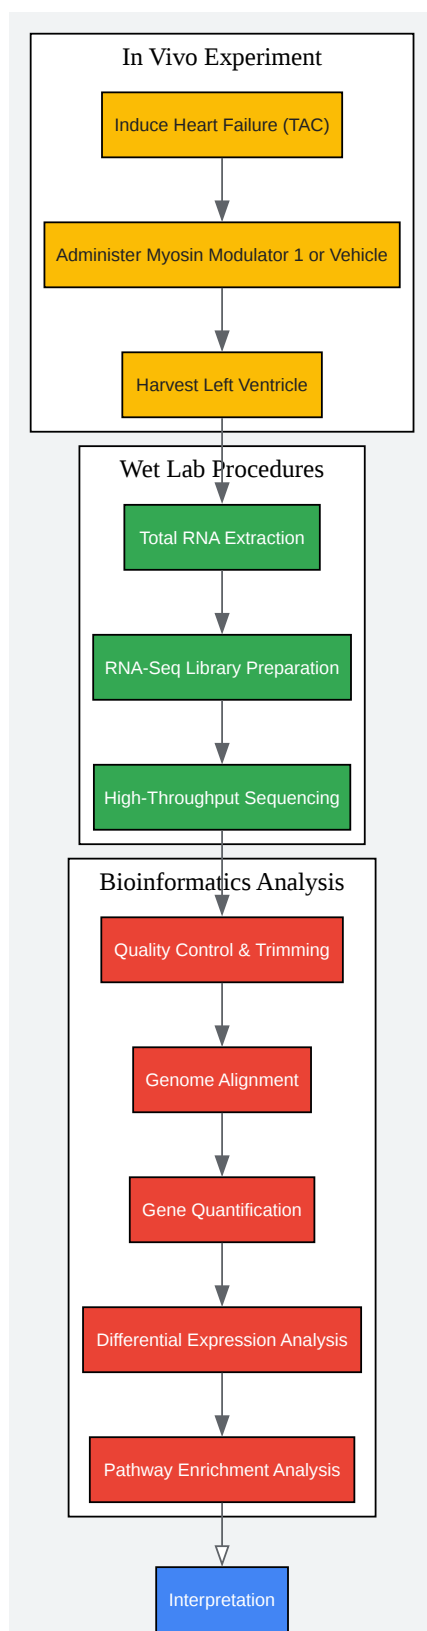 In Vivo Experiment
Induce Heart Failure (TAC)
Administer Myosin Modulator 1 or Vehicle
Harvest Left Ventricle
Wet Lab Procedures
Total RNA Extraction
RNA-Seq Library Preparation
High-Throughput Sequencing
Bioinformatics Analysis
Quality Control & Trimming
Genome Alignment
Gene Quantification
Differential Expression Analysis
Pathway Enrichment Analysis
Interpretation